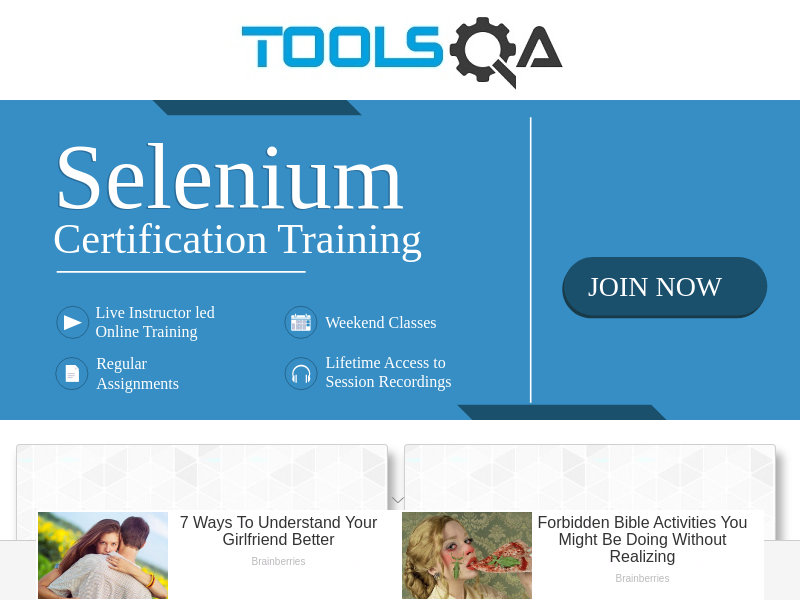 TOOLSQA
Selenium
Certification Training
Live Instructor led
Online Training
Weekend Classes
Regular
Assignments
Lifetime Access to
Session Recordings
JOIN NOW
7 Ways To Understand Your
Girlfriend Better
Brainberries
Forbidden Bible Activities You
Might Be Doing Without
Realizing
Brainberries